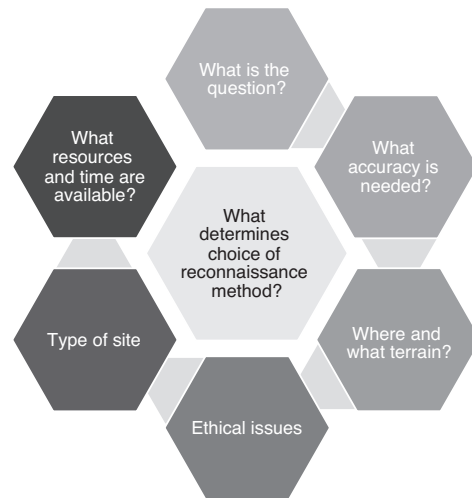 What is the
question?
What
accuracy is
needed?
Where and
what terrain?
Ethical issues
Type of site
What
resources
and time are
available?
What
determines
choice of
reconnaissance
method?